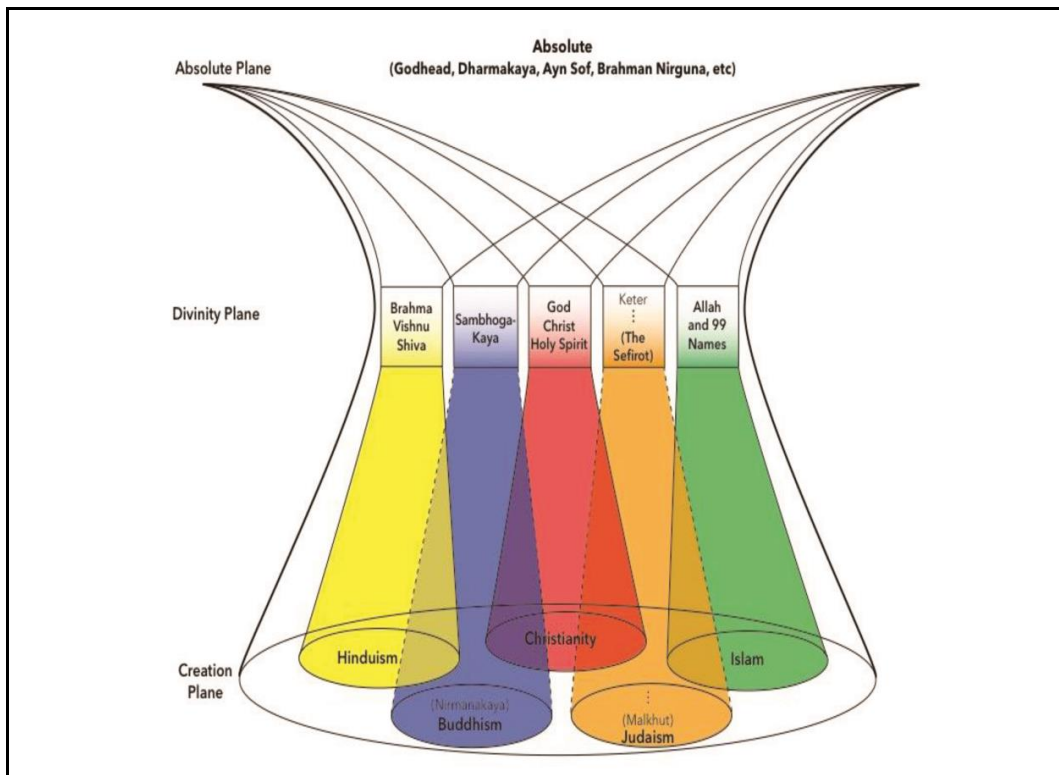 Absolute
(Godhead, Dharmakaya, Ayn Sof, Brahman Nirguna, etc)
Absolute Plane
Divinity Plane
Brahma
Vishnu
Shiva
Sambhoga-
Kaya
God
Christ
Holy Spirit
Keter
⋮
(The
Sefirot)
Allah
and 99
Names
Creation
Plane
Hinduism
(Nirmanakaya)
Buddhism
Christianity
⋮
(Malkhut)
Judaism
Islam